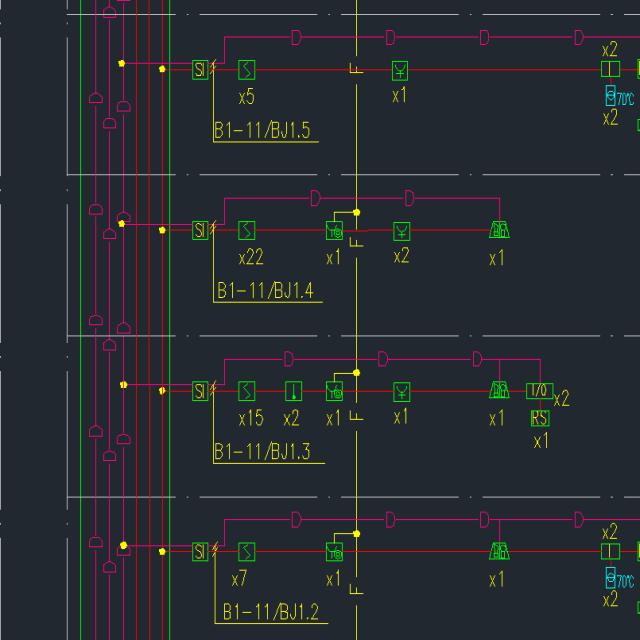 x2
SI
F
70℃
x5
x1
x2
B1-11/BJ1.5
SI
F
x22
x1
x2
x1
B1-11/BJ1.4
SI
I/O
x2
F
RS
x15
x2
x1
x1
x1
x1
B1-11/BJ1.3
x2
SI
70℃
x7
x1
x1
F
x2
B1-11/BJ1.2